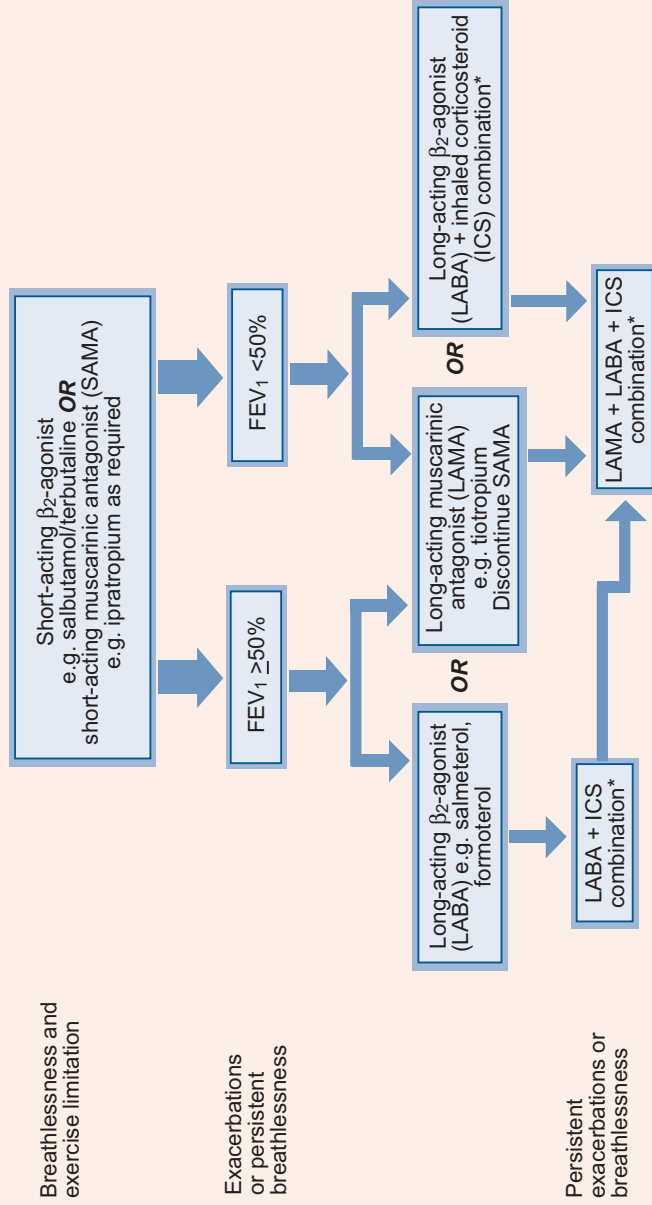 Breathlessness and
exercise limitation
Short-acting β2-agonist
e.g. salbutamol/terbutaline OR
short-acting muscarinic antagonist (SAMA)
e.g. ipratropium as required
Exacerbations
or persistent
breathlessness
FEV1 ≥50%
FEV1 <50%
Long-acting β2-agonist
(LABA) e.g. salmeterol,
formoterol
OR
Long-acting muscarinic
antagonist (LAMA)
e.g. tiotropium
Discontinue SAMA
OR
Long-acting β2-agonist
(LABA) + inhaled corticosteroid
(ICS) combination*
Persistent
exacerbations or
breathlessness
LABA + ICS
combination*
LAMA + LABA + ICS
combination*